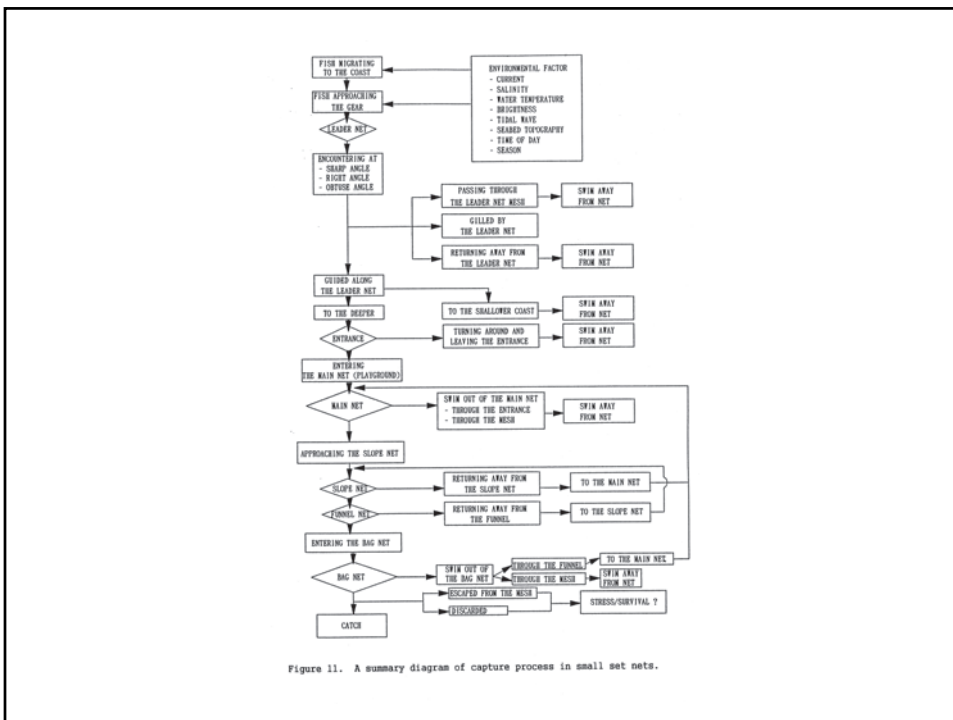 FISH MIGRATING
TO THE COAST
ENVIRONMENTAL FACTOR
- CURRENT
- SALINITY
- WATER TEMPERATURE
- BRIGHTNESS
- TIDAL WAVE
- SEABED TOPOGRAPHY
- TIME OF DAY
- SEASON
FISH APPROACHING
THE GEAR
LEADER NET
ENCOUNTERING AT
- SHARP ANGLE
- RIGHT ANGLE
- OBTUSE ANGLE
PASSING THROUGH
THE LEADER NET MESH
SWIM AWAY
FROM NET
GILLED BY
THE LEADER NET
RETURNING AWAY FROM
THE LEADER NET
SWIM AWAY
FROM NET
GUIDED ALONG
THE LEADER NET
TO THE DEEPER
TO THE SHALLOWER COAST
SWIM AWAY
FROM NET
ENTRANCE
TURNING AROUND AND
LEAVING THE ENTRANCE
SWIM AWAY
FROM NET
ENTERING
THE MAIN NET (PLAYGROUND)
MAIN NET
SWIM OUT OF THE MAIN NET
- THROUGH THE ENTRANCE
- THROUGH THE MESH
SWIM AWAY
FROM NET
APPROACHING THE SLOPE NET
SLOPE NET
RETURNING AWAY FROM
THE SLOPE NET
TO THE MAIN NET
FUNNEL NET
RETURNING AWAY FROM
THE FUNNEL
TO THE SLOPE NET
ENTERING THE BAG NET
BAG NET
SWIM OUT OF
THE BAG NET
THROUGH THE FUNNEL
TO THE MAIN NET
THROUGH THE MESH
SWIM AWAY
FROM NET
ESCAPED FROM THE MESH
DISCARDED
STRESS/SURVIVAL ?
CATCH
Figure 11. A summary diagram of capture process in small set nets.